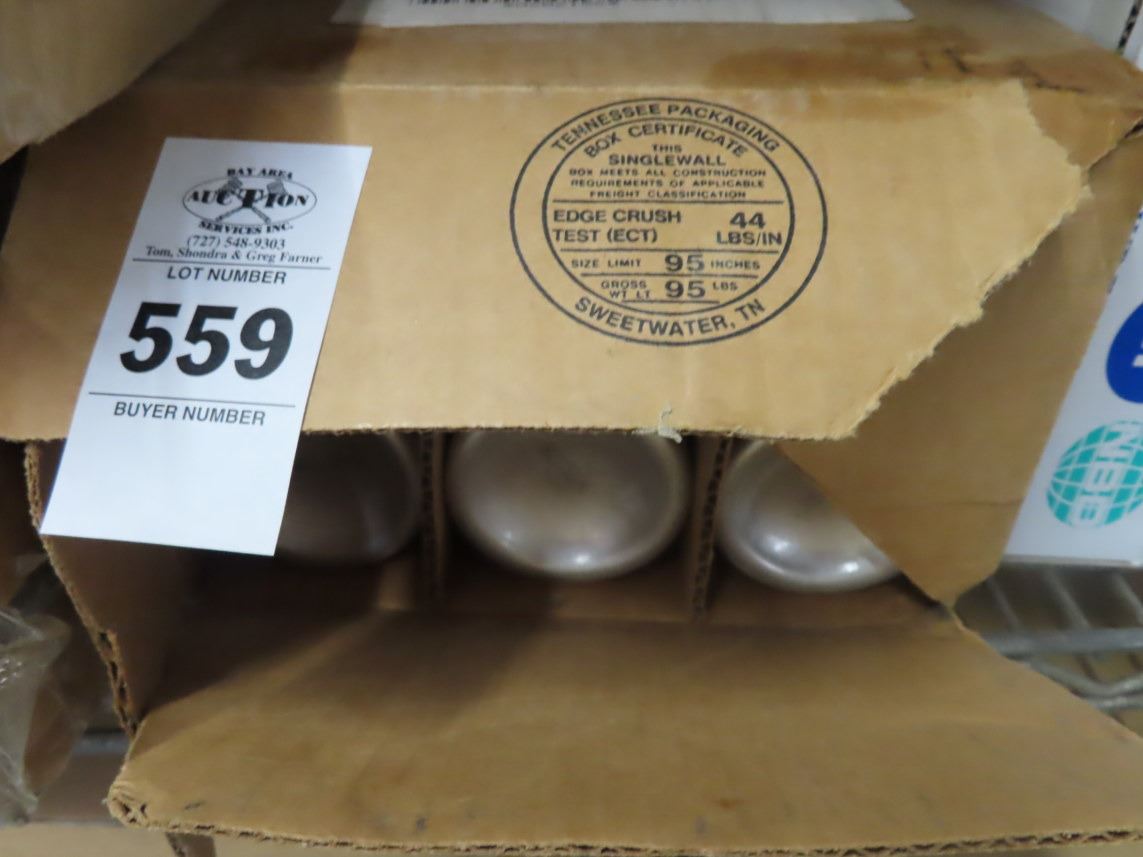 BAY AREA
AUCTION
SERVICES INC.
(727) 548-9303
Tom, Shondra & Greg Farner
LOT NUMBER
559
BUYER NUMBER
TENNESSEE PACKAGING
BOX CERTIFICATE
THIS
SINGLEWALL
BOX MEETS ALL CONSTRUCTION
REQUIREMENTS OF APPLICABLE
FREIGHT CLASSIFICATION
EDGE CRUSH 44
TEST (ECT) LBS/IN
SIZE LIMIT 95 INCHES
GROSS
WT LT 95 LBS
SWEETWATER, TN